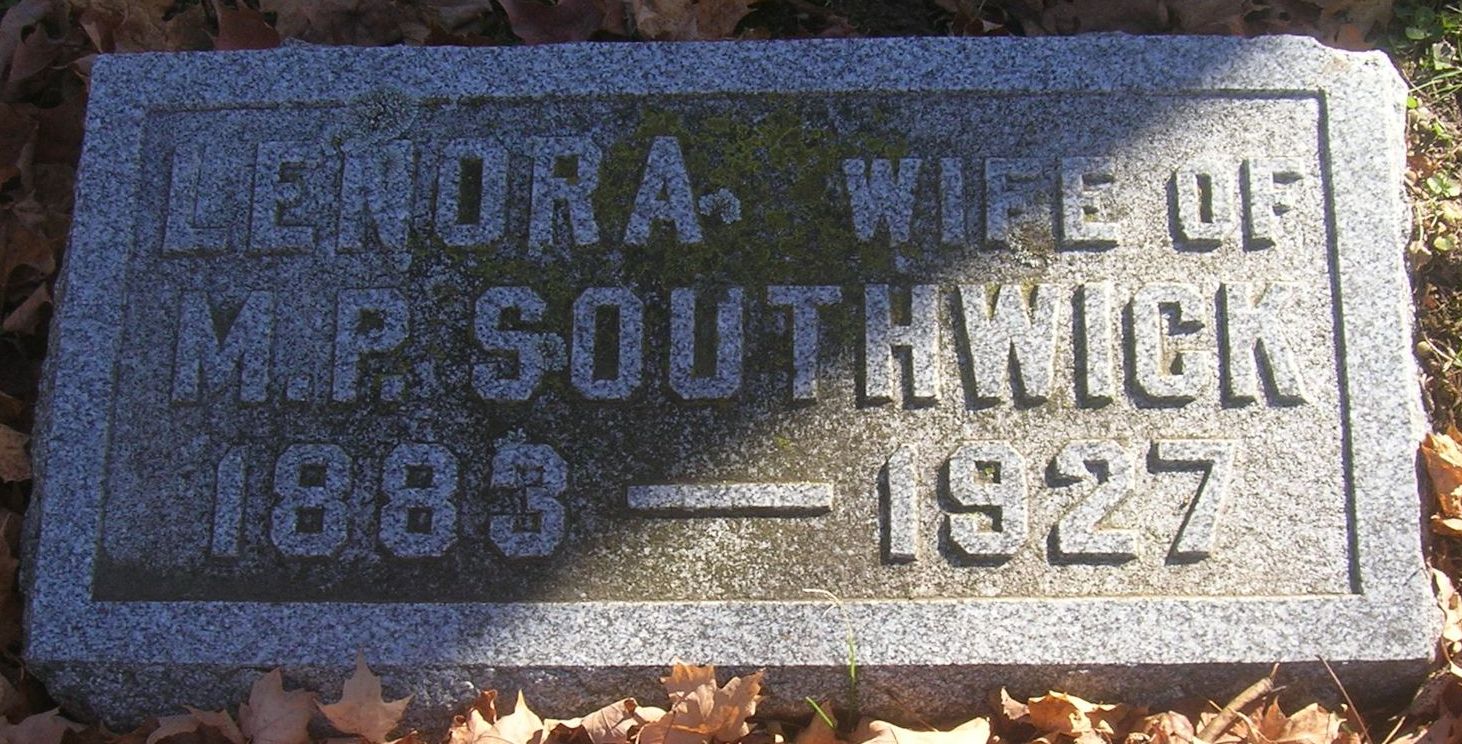 LENORA. WIFE OF
M.P. SOUTHWICK
1883 — 1927